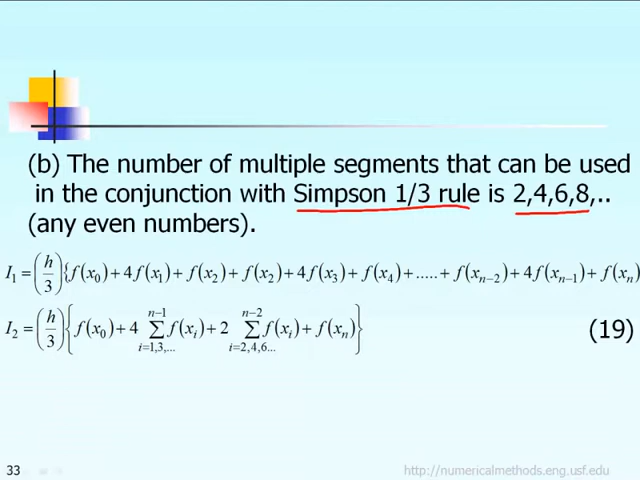 (b) The number of multiple segments that can be used
in the conjunction with Simpson 1/3 rule is 2,4,6,8,..
(any even numbers).
I₁ = (h/3){f(x₀) + 4f(x₁) + f(x₂) + f(x₂) + 4f(x₃) + f(x₄) + ..... + f(xₙ₋₂) + 4f(xₙ₋₁) + f(xₙ)
I₂ = (h/3){f(x₀) + 4 ∑_{i=1,3,...}^{n−1} f(xᵢ) + 2 ∑_{i=2,4,6...}^{n−2} f(xᵢ) + f(xₙ)} (19)
33 http://numericalmethods.eng.usf.edu